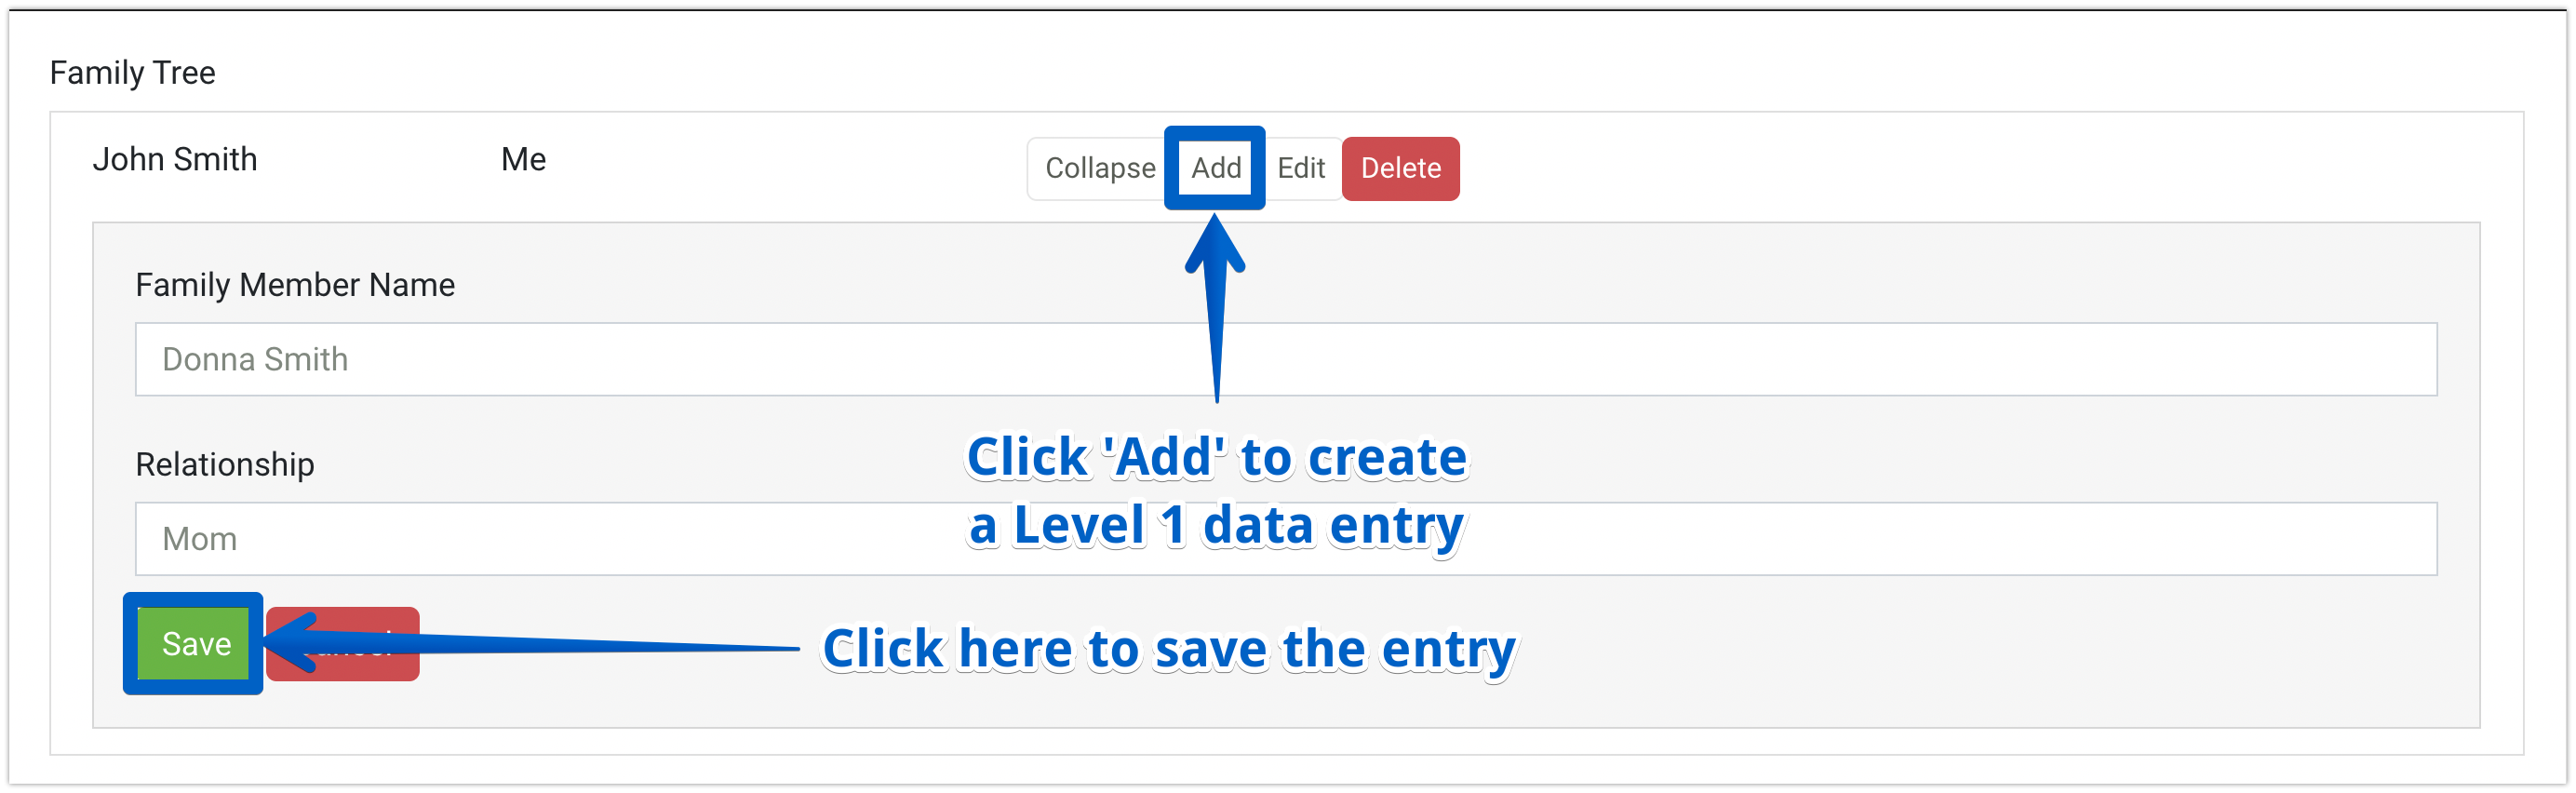 Family Tree
John Smith Me Collapse Add Edit Delete
Family Member Name
Donna Smith
Relationship
Mom
Click 'Add' to create
a Level 1 data entry
Save
Click here to save the entry